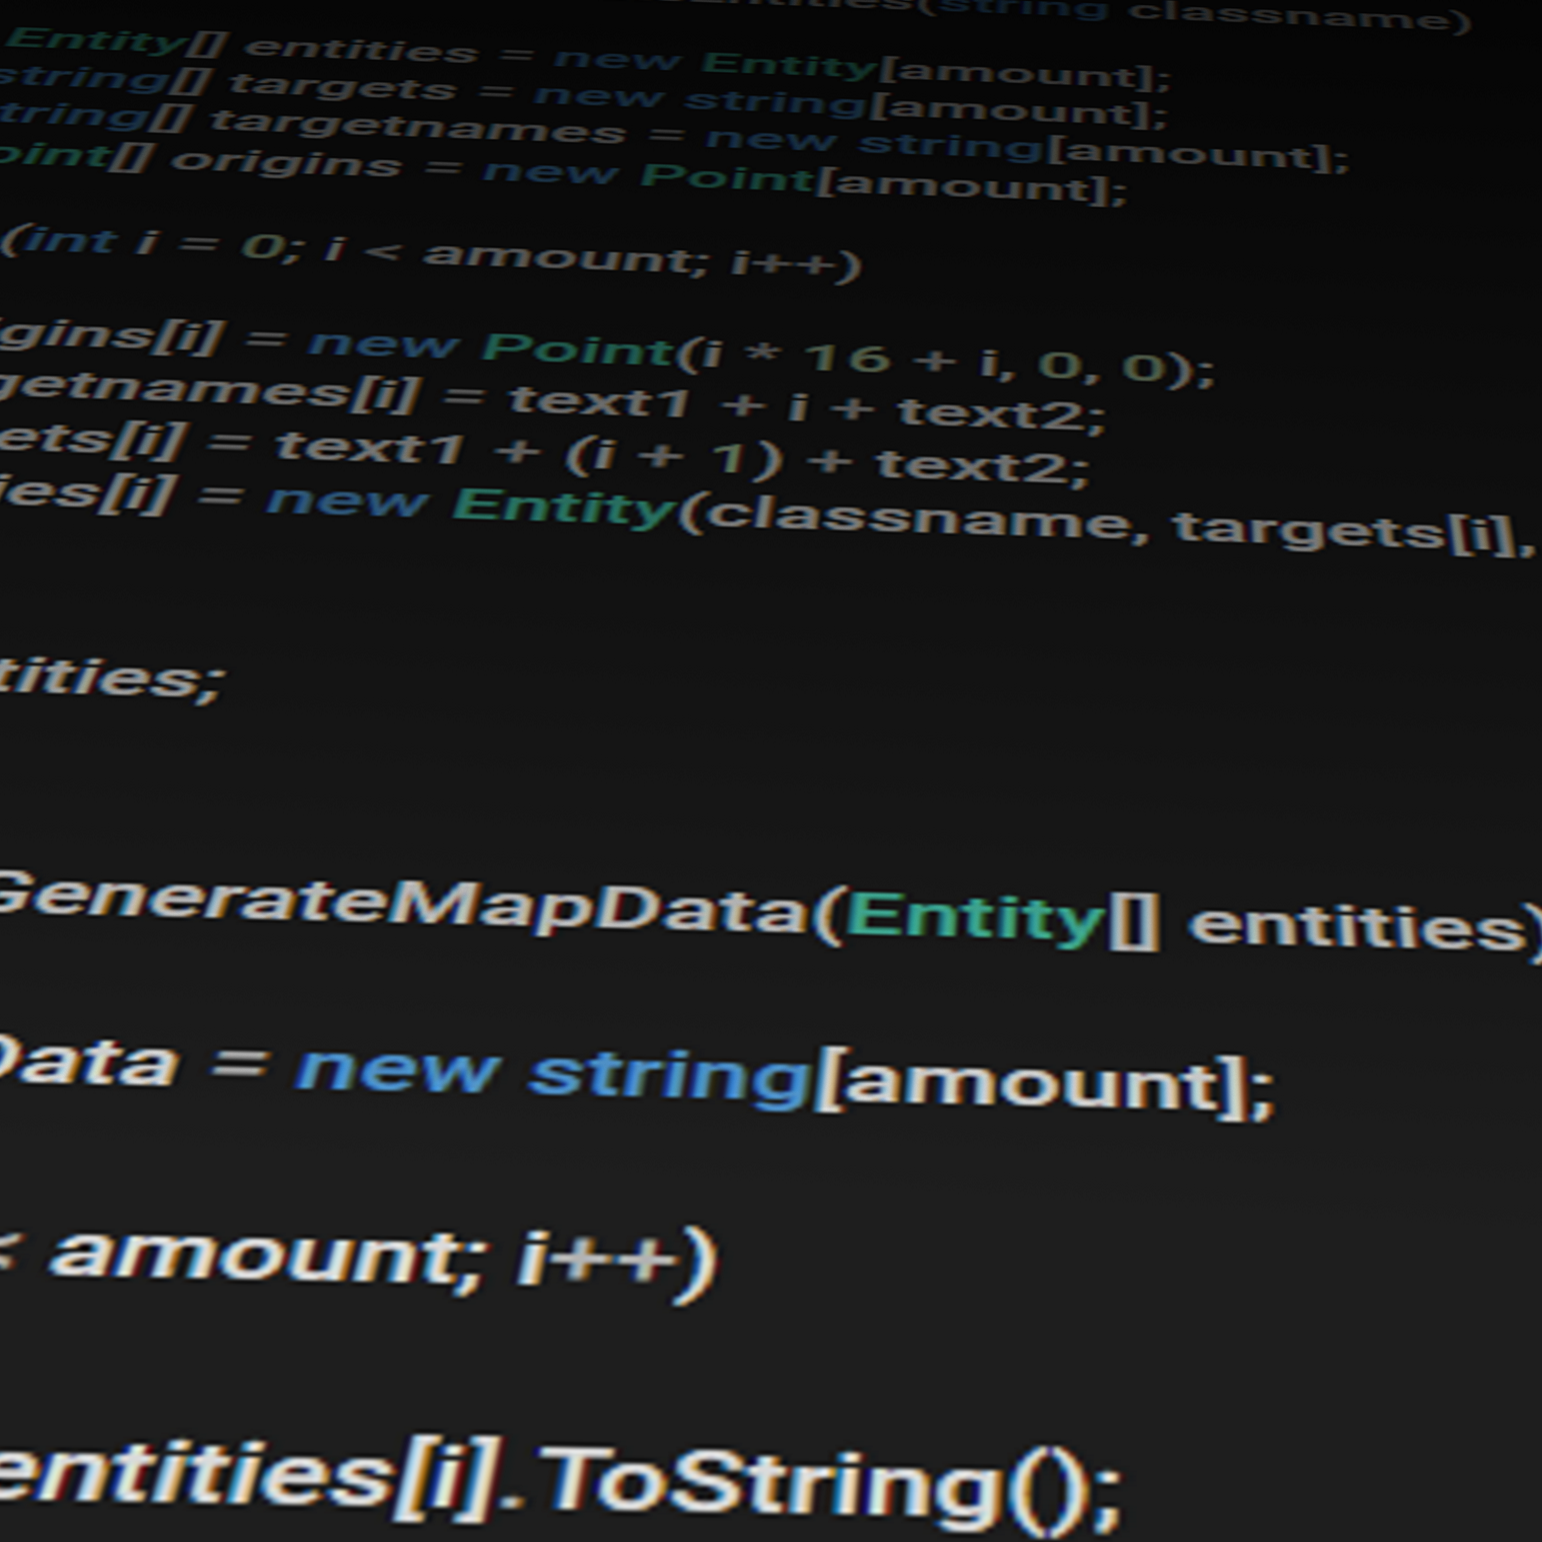 (string classname)
Entity[] entities = new Entity[amount];
string[] targets = new string[amount];
tring[] targetnames = new string[amount];
oint[] origins = new Point[amount];
(int i = 0; i < amount; i++)
gins[i] = new Point(i * 16 + i, 0, 0);
getnames[i] = text1 + i + text2;
ets[i] = text1 + (i + 1) + text2;
ies[i] = new Entity(classname, targets[i],
tities;
GenerateMapData(Entity[] entities)
Data = new string[amount];
< amount; i++)
entities[i].ToString();